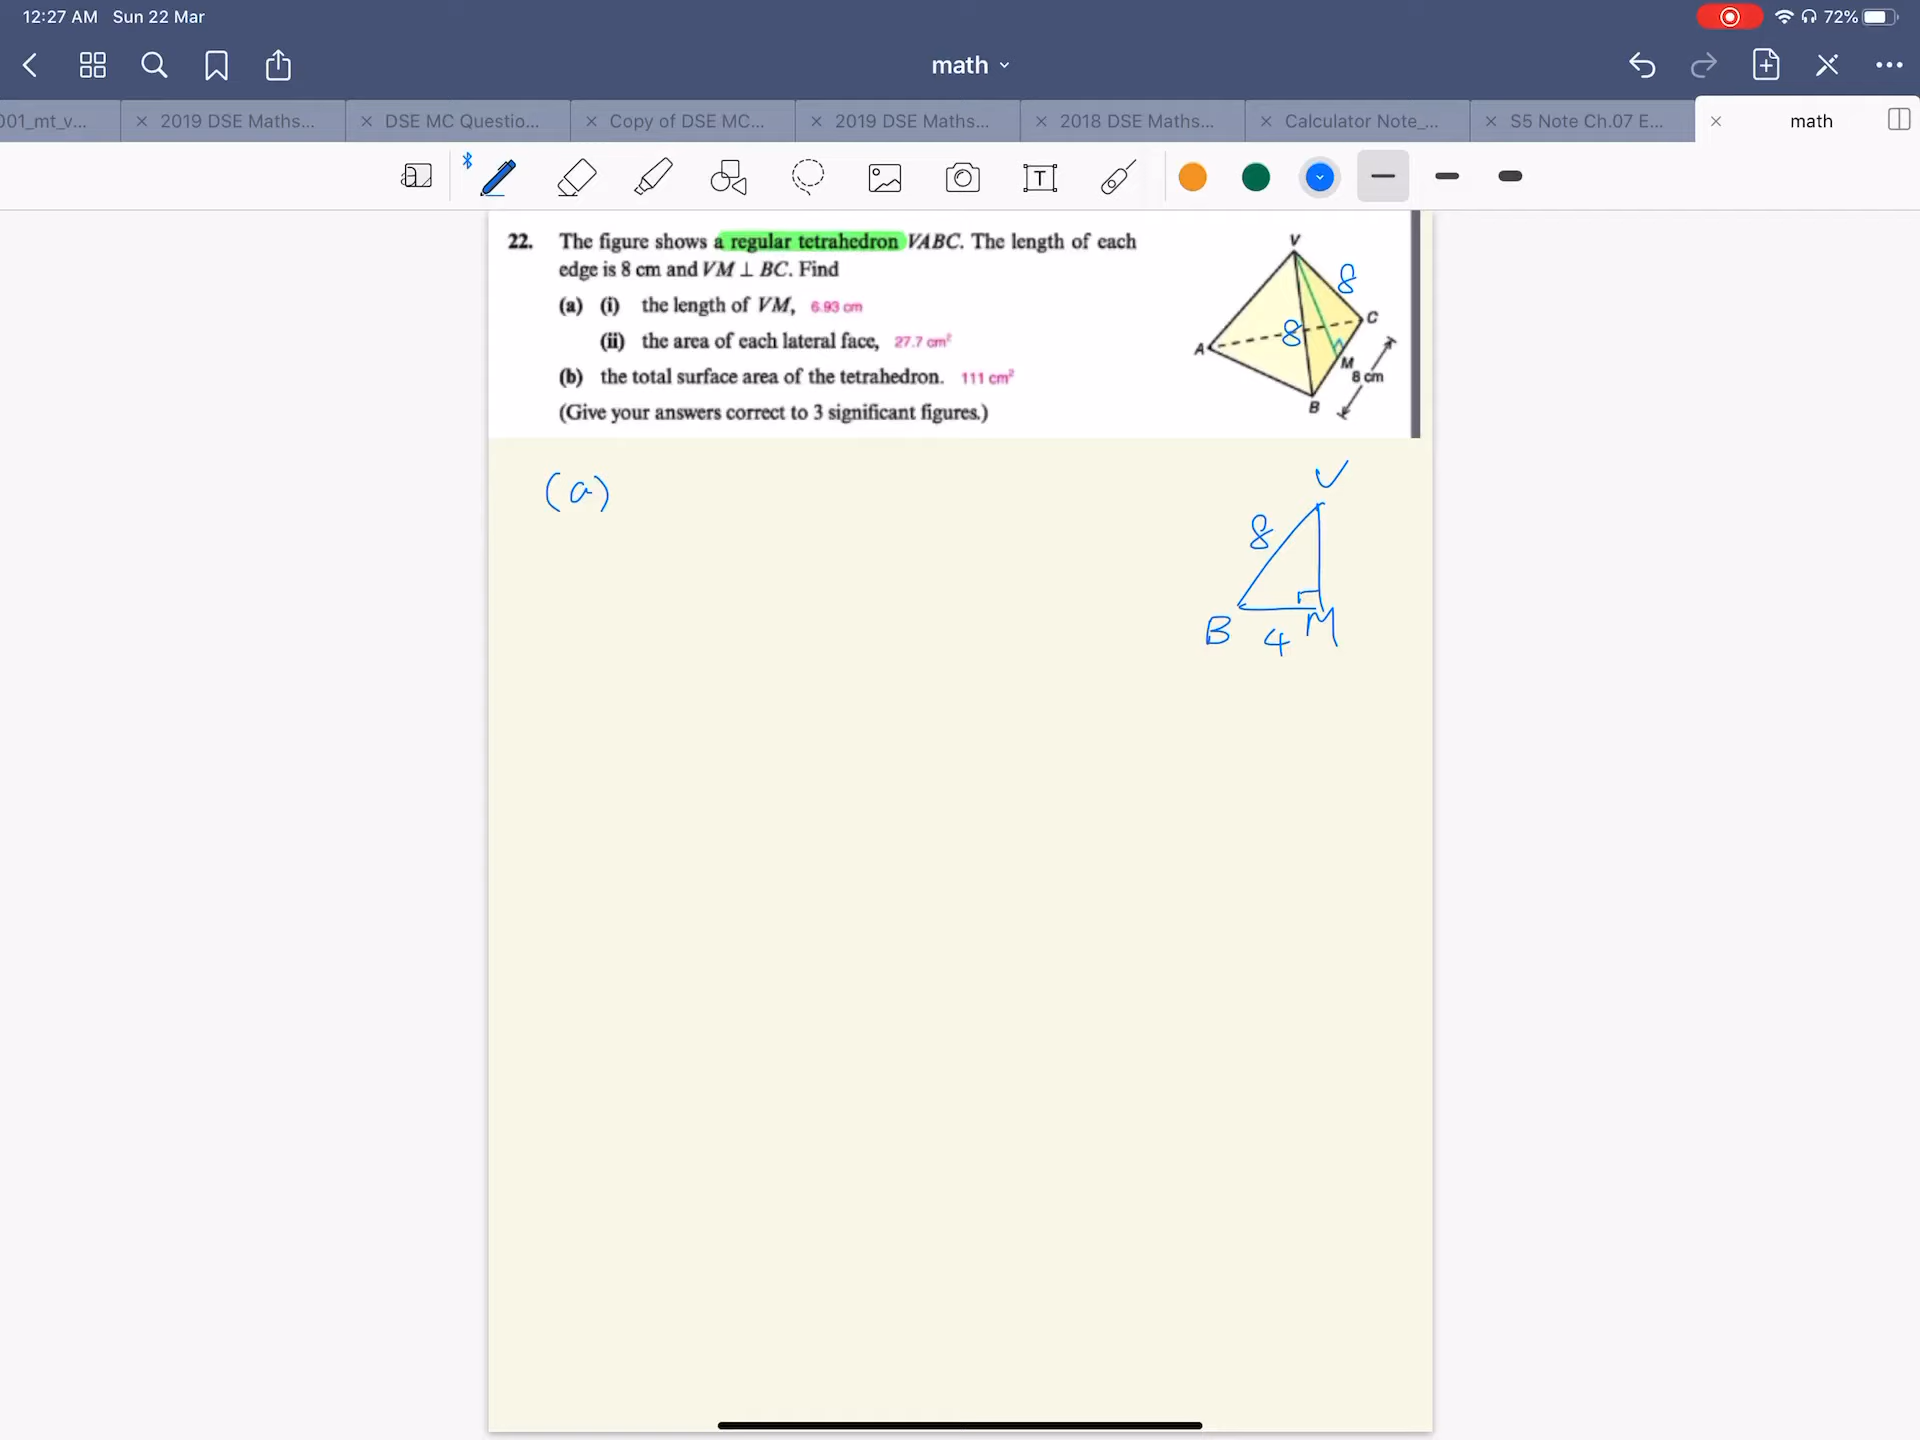 12:27 AM Sun 22 Mar
72%
math
001_mt_v...
2019 DSE Maths...
DSE MC Questio...
Copy of DSE MC...
2019 DSE Maths...
2018 DSE Maths...
Calculator Note_...
S5 Note Ch.07 E...
math
22. The figure shows a regular tetrahedron VABC. The length of each
edge is 8 cm and VM ⊥ BC. Find
(a) (i) the length of VM, 6.93 cm
(ii) the area of each lateral face, 27.7 cm²
(b) the total surface area of the tetrahedron. 111 cm²
(Give your answers correct to 3 significant figures.)
V
8
8
C
A
M
8 cm
B
(a)
V
8
B 4 M